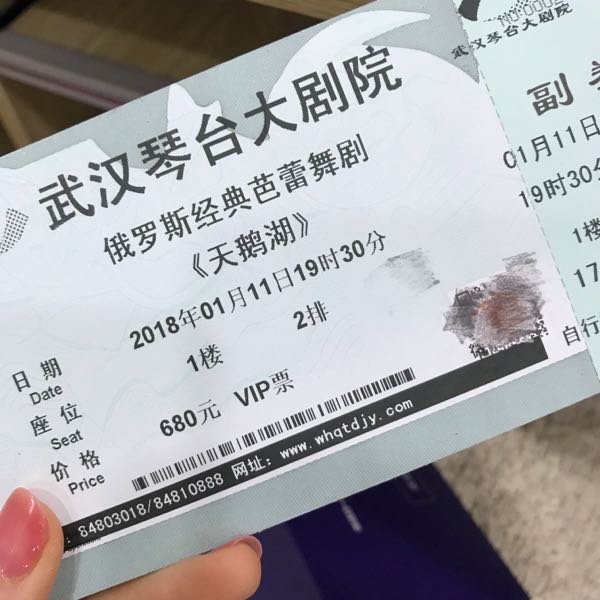 武汉琴台大剧院
俄罗斯经典芭蕾舞剧
《天鹅湖》
日期 2018年01月11日19时30分
Date
座位 1楼 2排
Seat
价格 680元 VIP票
Price
84803018/84810888 网址: www.whqtdjy.com
武汉琴台大剧院
副
01月11
19时30
1楼
17
自行